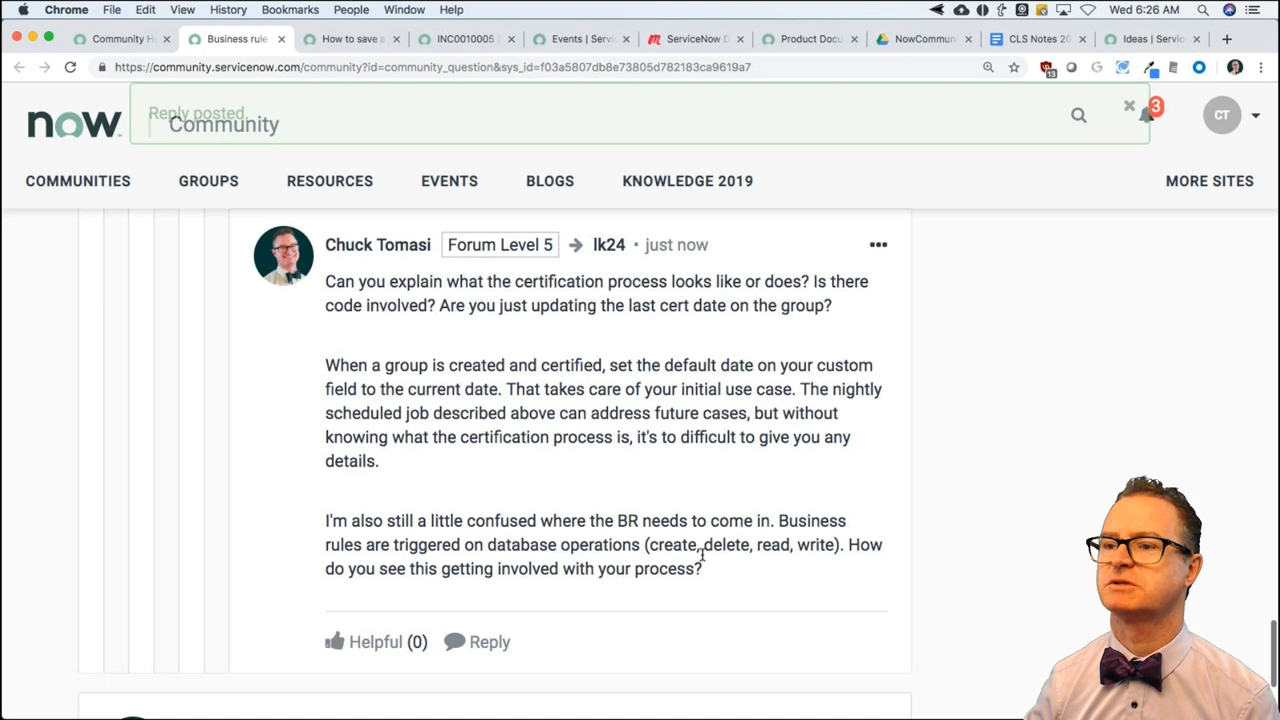 Chrome File Edit View History Bookmarks People Window Help Wed 6:26 AM
Community H Business rule How to save a INC0010005 Events | Servic ServiceNow D Product Docu NowCommun CLS Notes 20 Ideas | Service
https://community.servicenow.com/community?id=community_question&sys_id=f03a5807db8e73805d782183ca9619a7
13
Reply posted.
now Community
3
CT
COMMUNITIES GROUPS RESOURCES EVENTS BLOGS KNOWLEDGE 2019 MORE SITES
Chuck Tomasi Forum Level 5 → lk24 • just now
Can you explain what the certification process looks like or does? Is there
code involved? Are you just updating the last cert date on the group?
When a group is created and certified, set the default date on your custom
field to the current date. That takes care of your initial use case. The nightly
scheduled job described above can address future cases, but without
knowing what the certification process is, it's to difficult to give you any
details.
I'm also still a little confused where the BR needs to come in. Business
rules are triggered on database operations (create, delete, read, write). How
do you see this getting involved with your process?
Helpful (0) Reply